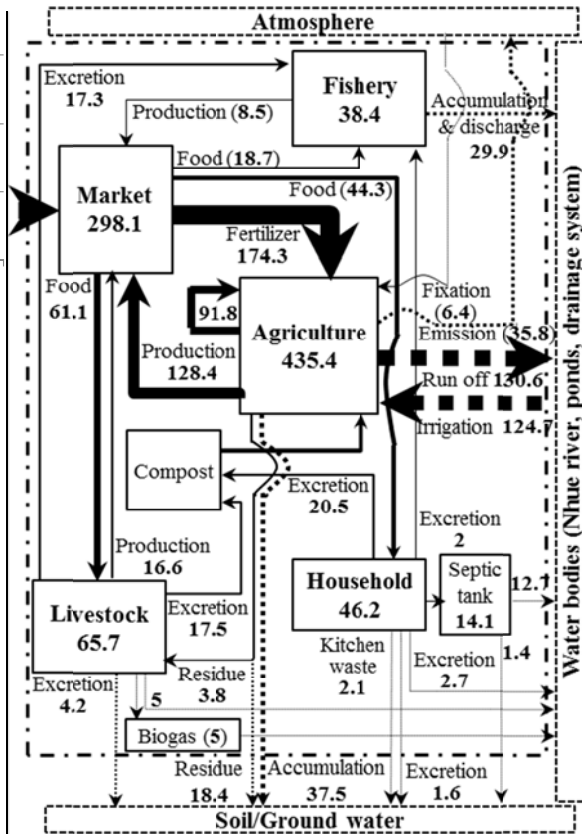 Atmosphere
Excretion
17.3
Fishery
38.4
Production (8.5)
Accumulation
& discharge
29.9
Food (18.7)
Food (44.3)
Market
298.1
Fertilizer
174.3
Food
61.1
91.8
Agriculture
435.4
Fixation
(6.4)
Emission (35.8)
Production
128.4
Run off 130.6
Irrigation 124.7
Compost
Excretion
20.5
Excretion
2
Production
16.6
Household
46.2
Septic
tank
14.1
12.7
Livestock
65.7
Excretion
17.5
Kitchen
waste
2.1
Excretion
2.7
1.4
Excretion
4.2
5
Residue
3.8
Biogas (5)
Residue
18.4
Accumulation
37.5
Excretion
1.6
Soil/Ground water
Water bodies (Nhue river, ponds, drainage system)